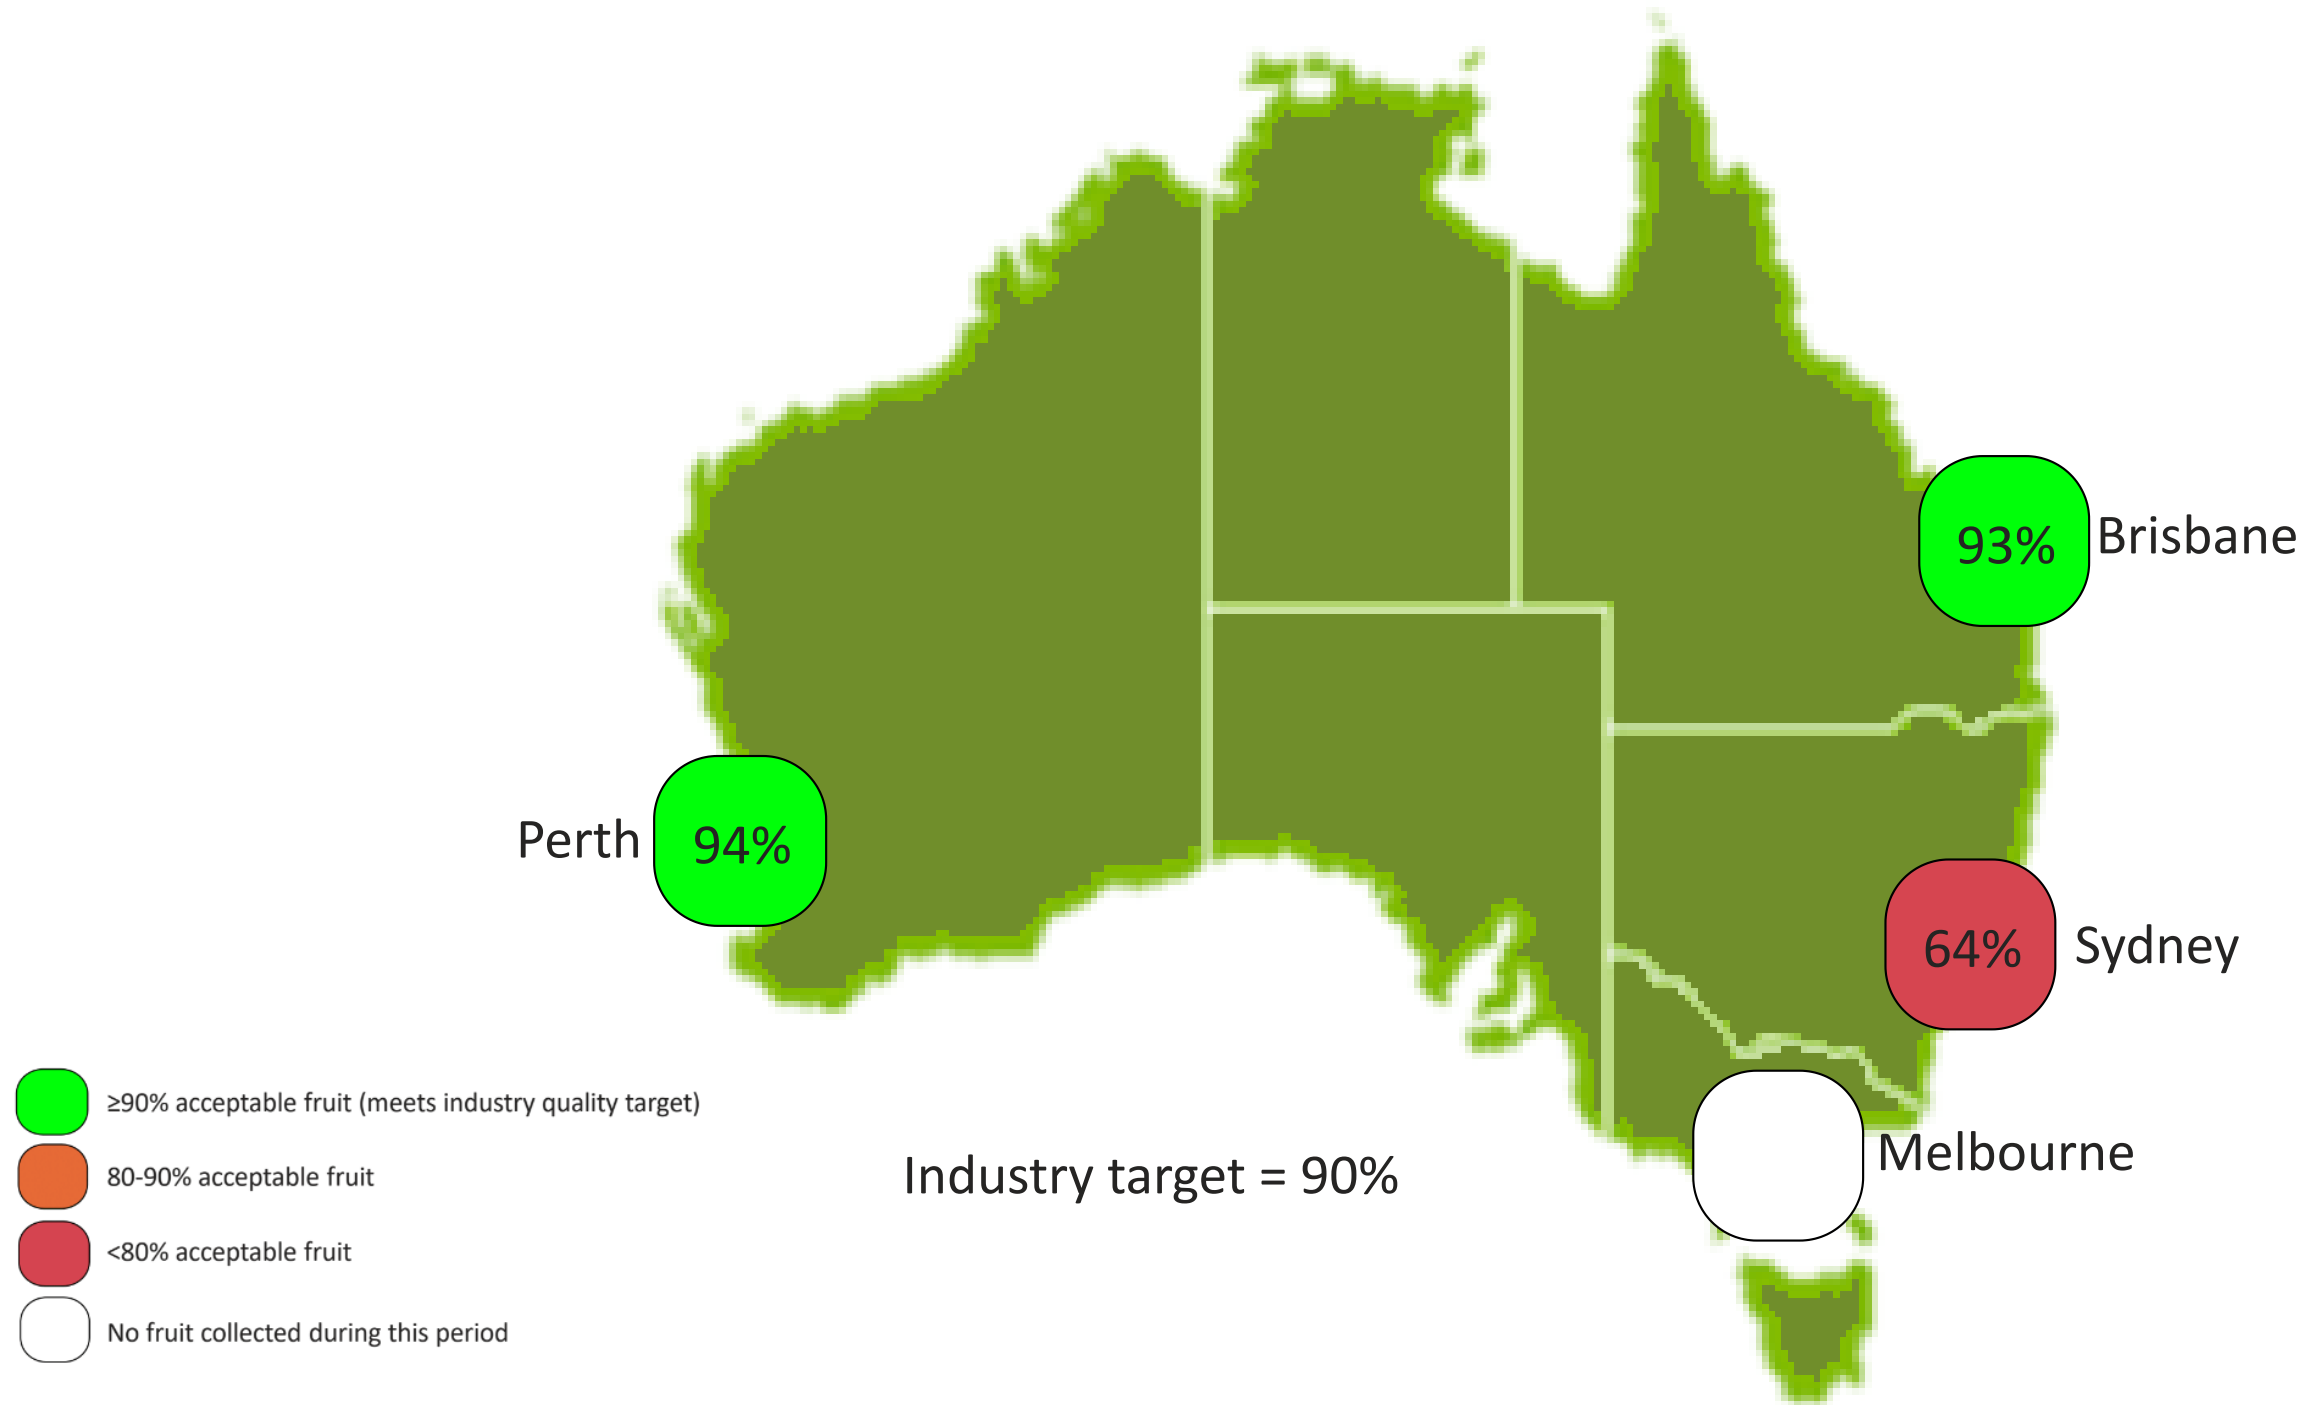 93%
Brisbane
Perth
94%
64%
Sydney
≥90% acceptable fruit (meets industry quality target)
80-90% acceptable fruit
<80% acceptable fruit
No fruit collected during this period
Industry target = 90%
Melbourne